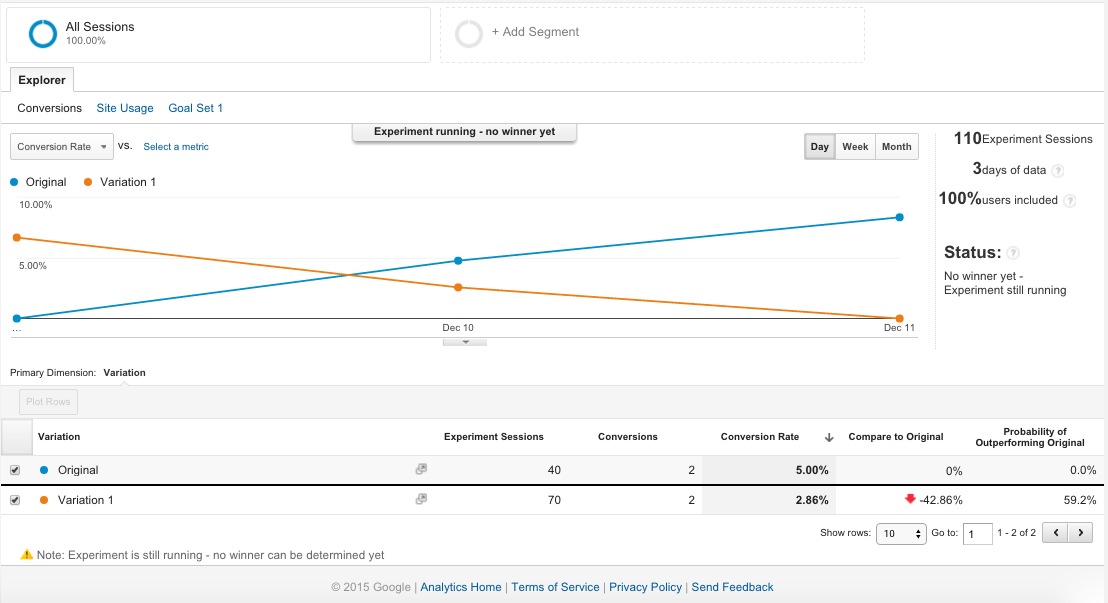 All Sessions
100.00%
+ Add Segment
Explorer
Conversions Site Usage Goal Set 1
Experiment running - no winner yet
Conversion Rate VS. Select a metric
Day Week Month
110 Experiment Sessions
3 days of data ?
100% users included ?
Status: ?
No winner yet -
Experiment still running
Original Variation 1
10.00%
5.00%
... Dec 10 Dec 11
Primary Dimension: Variation
Plot Rows
Variation Experiment Sessions Conversions Conversion Rate Compare to Original Probability of
Outperforming Original
Original 40 2 5.00% 0% 0.0%
Variation 1 70 2 2.86% -42.86% 59.2%
Show rows: 10 Go to: 1 1 - 2 of 2
Note: Experiment is still running - no winner can be determined yet
© 2015 Google | Analytics Home | Terms of Service | Privacy Policy | Send Feedback